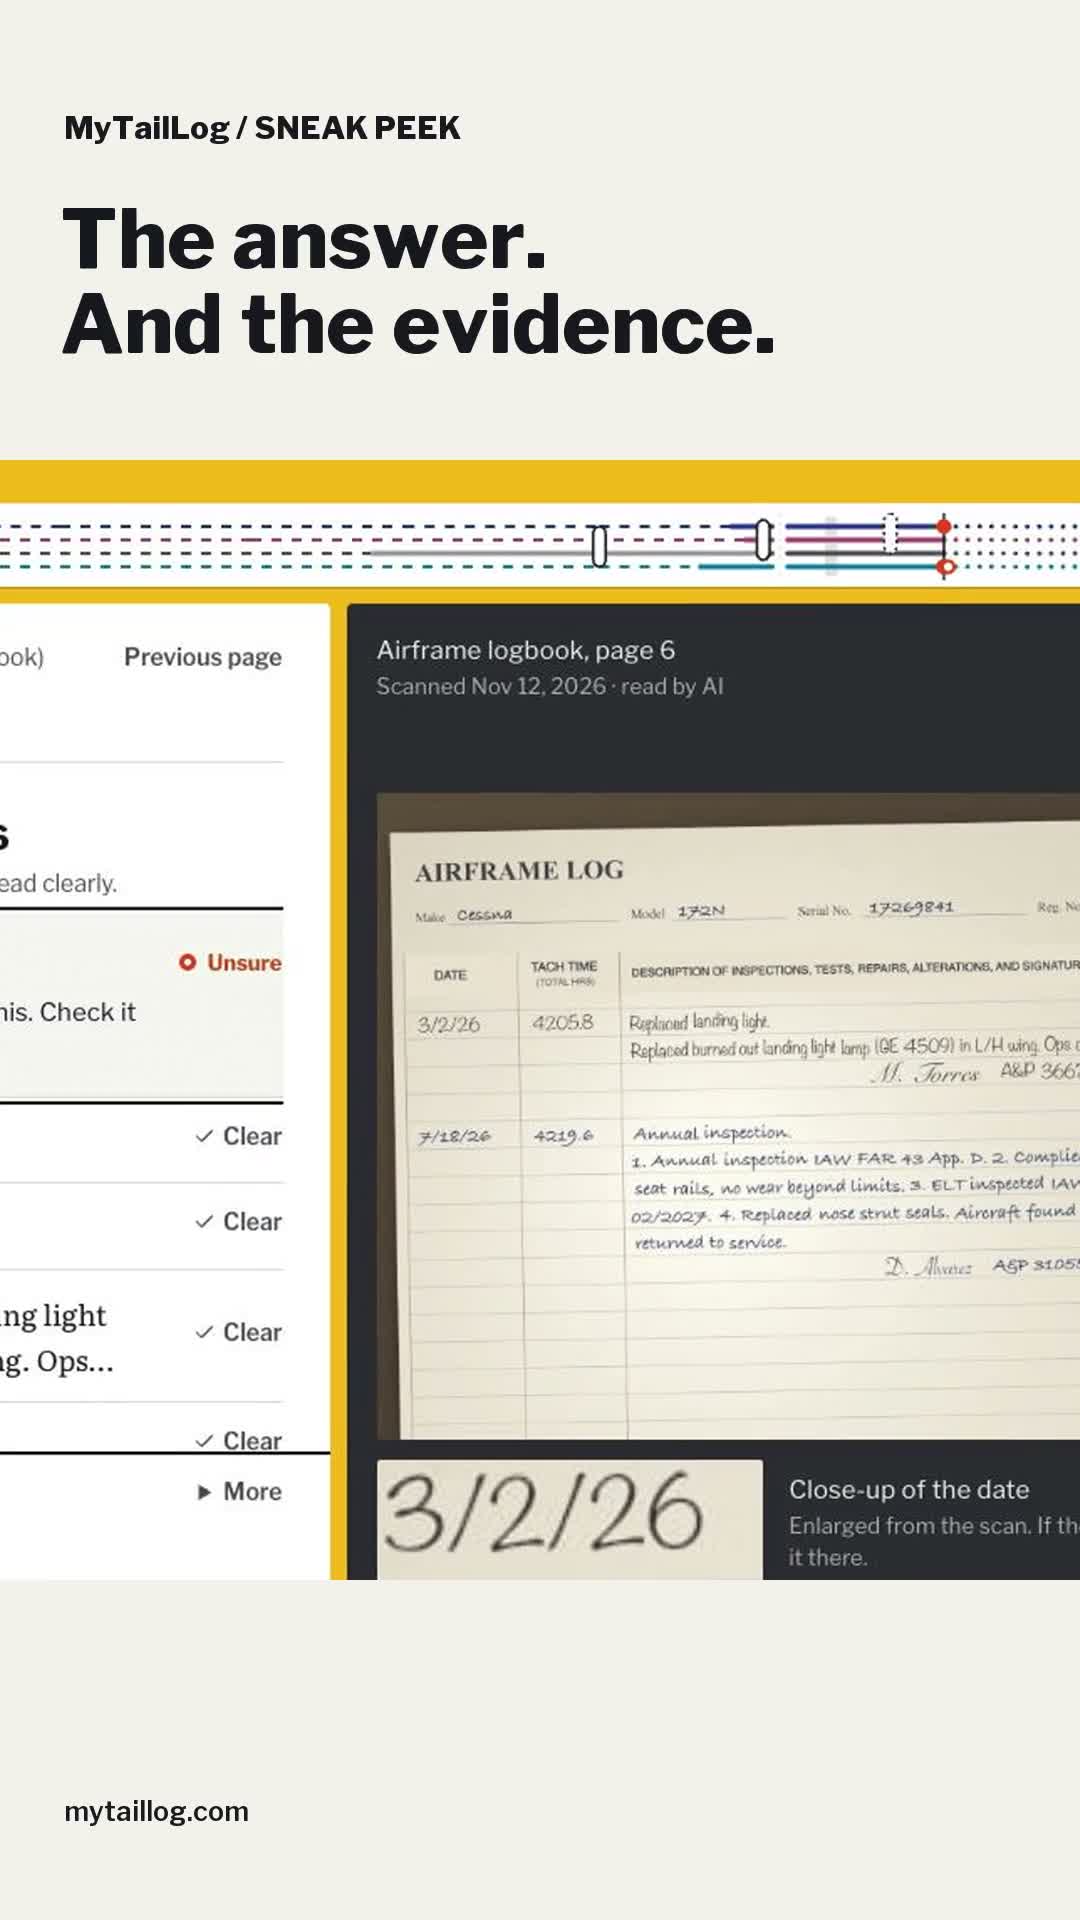 MyTailLog / SNEAK PEEK
The answer.
And the evidence.
ook)
Previous page
s
ead clearly.
Unsure
his. Check it
Clear
Clear
ng light
g. Ops...
Clear
Clear
More
Airframe logbook, page 6
Scanned Nov 12, 2026 · read by AI
AIRFRAME LOG
Make Cessna Model 172N Serial No. 17269841 Reg. No
DATE TACH TIME (TOTAL HRS) DESCRIPTION OF INSPECTIONS, TESTS, REPAIRS, ALTERATIONS, AND SIGNATUR
3/2/26 4205.8 Replaced landing light.
Replaced burned out landing light lamp (GE 4509) in L/H wing. Ops
M. Torres A&P 3667
7/18/26 4219.6 Annual inspection.
1. Annual inspection IAW FAR 43 App. D. 2. Complie
seat rails, no wear beyond limits. 3. ELT inspected IAW
02/2027. 4. Replaced nose strut seals. Aircraft found
returned to service.
D. Alvarez A&P 3105
3/2/26
Close-up of the date
Enlarged from the scan. If th
it there.
mytaillog.com